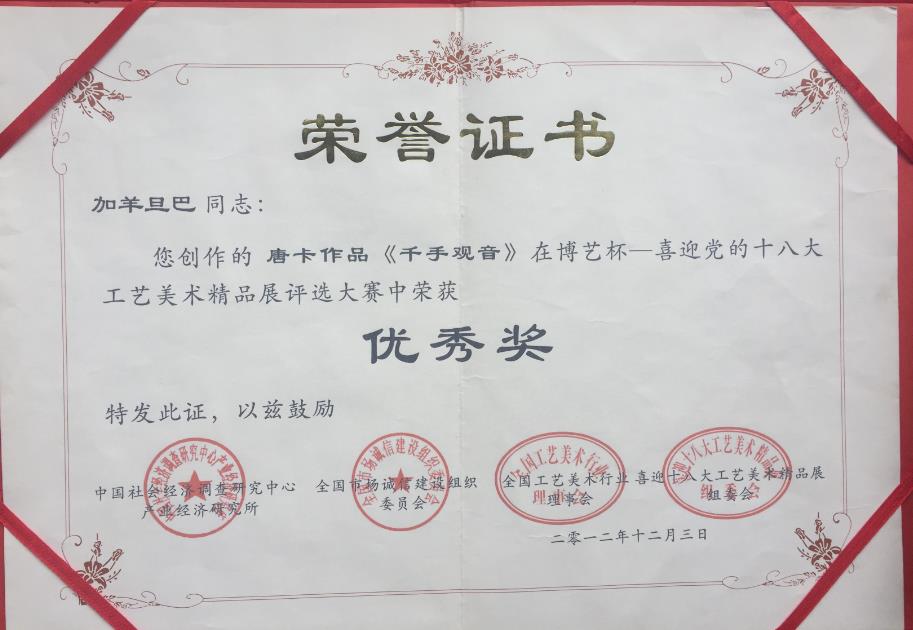 荣誉证书
加羊旦巴 同志：
您创作的 唐卡作品《千手观音》在博艺杯—喜迎党的十八大
工艺美术精品展评选大赛中荣获
优秀奖
特发此证，以兹鼓励
中国社会经济调查研究中心
产业经济研究所
全国市场诚信建设组织
委员会
全国工艺美术行业
理事会
喜迎十八大工艺美术精品展
组委会
二零一二年十二月三日